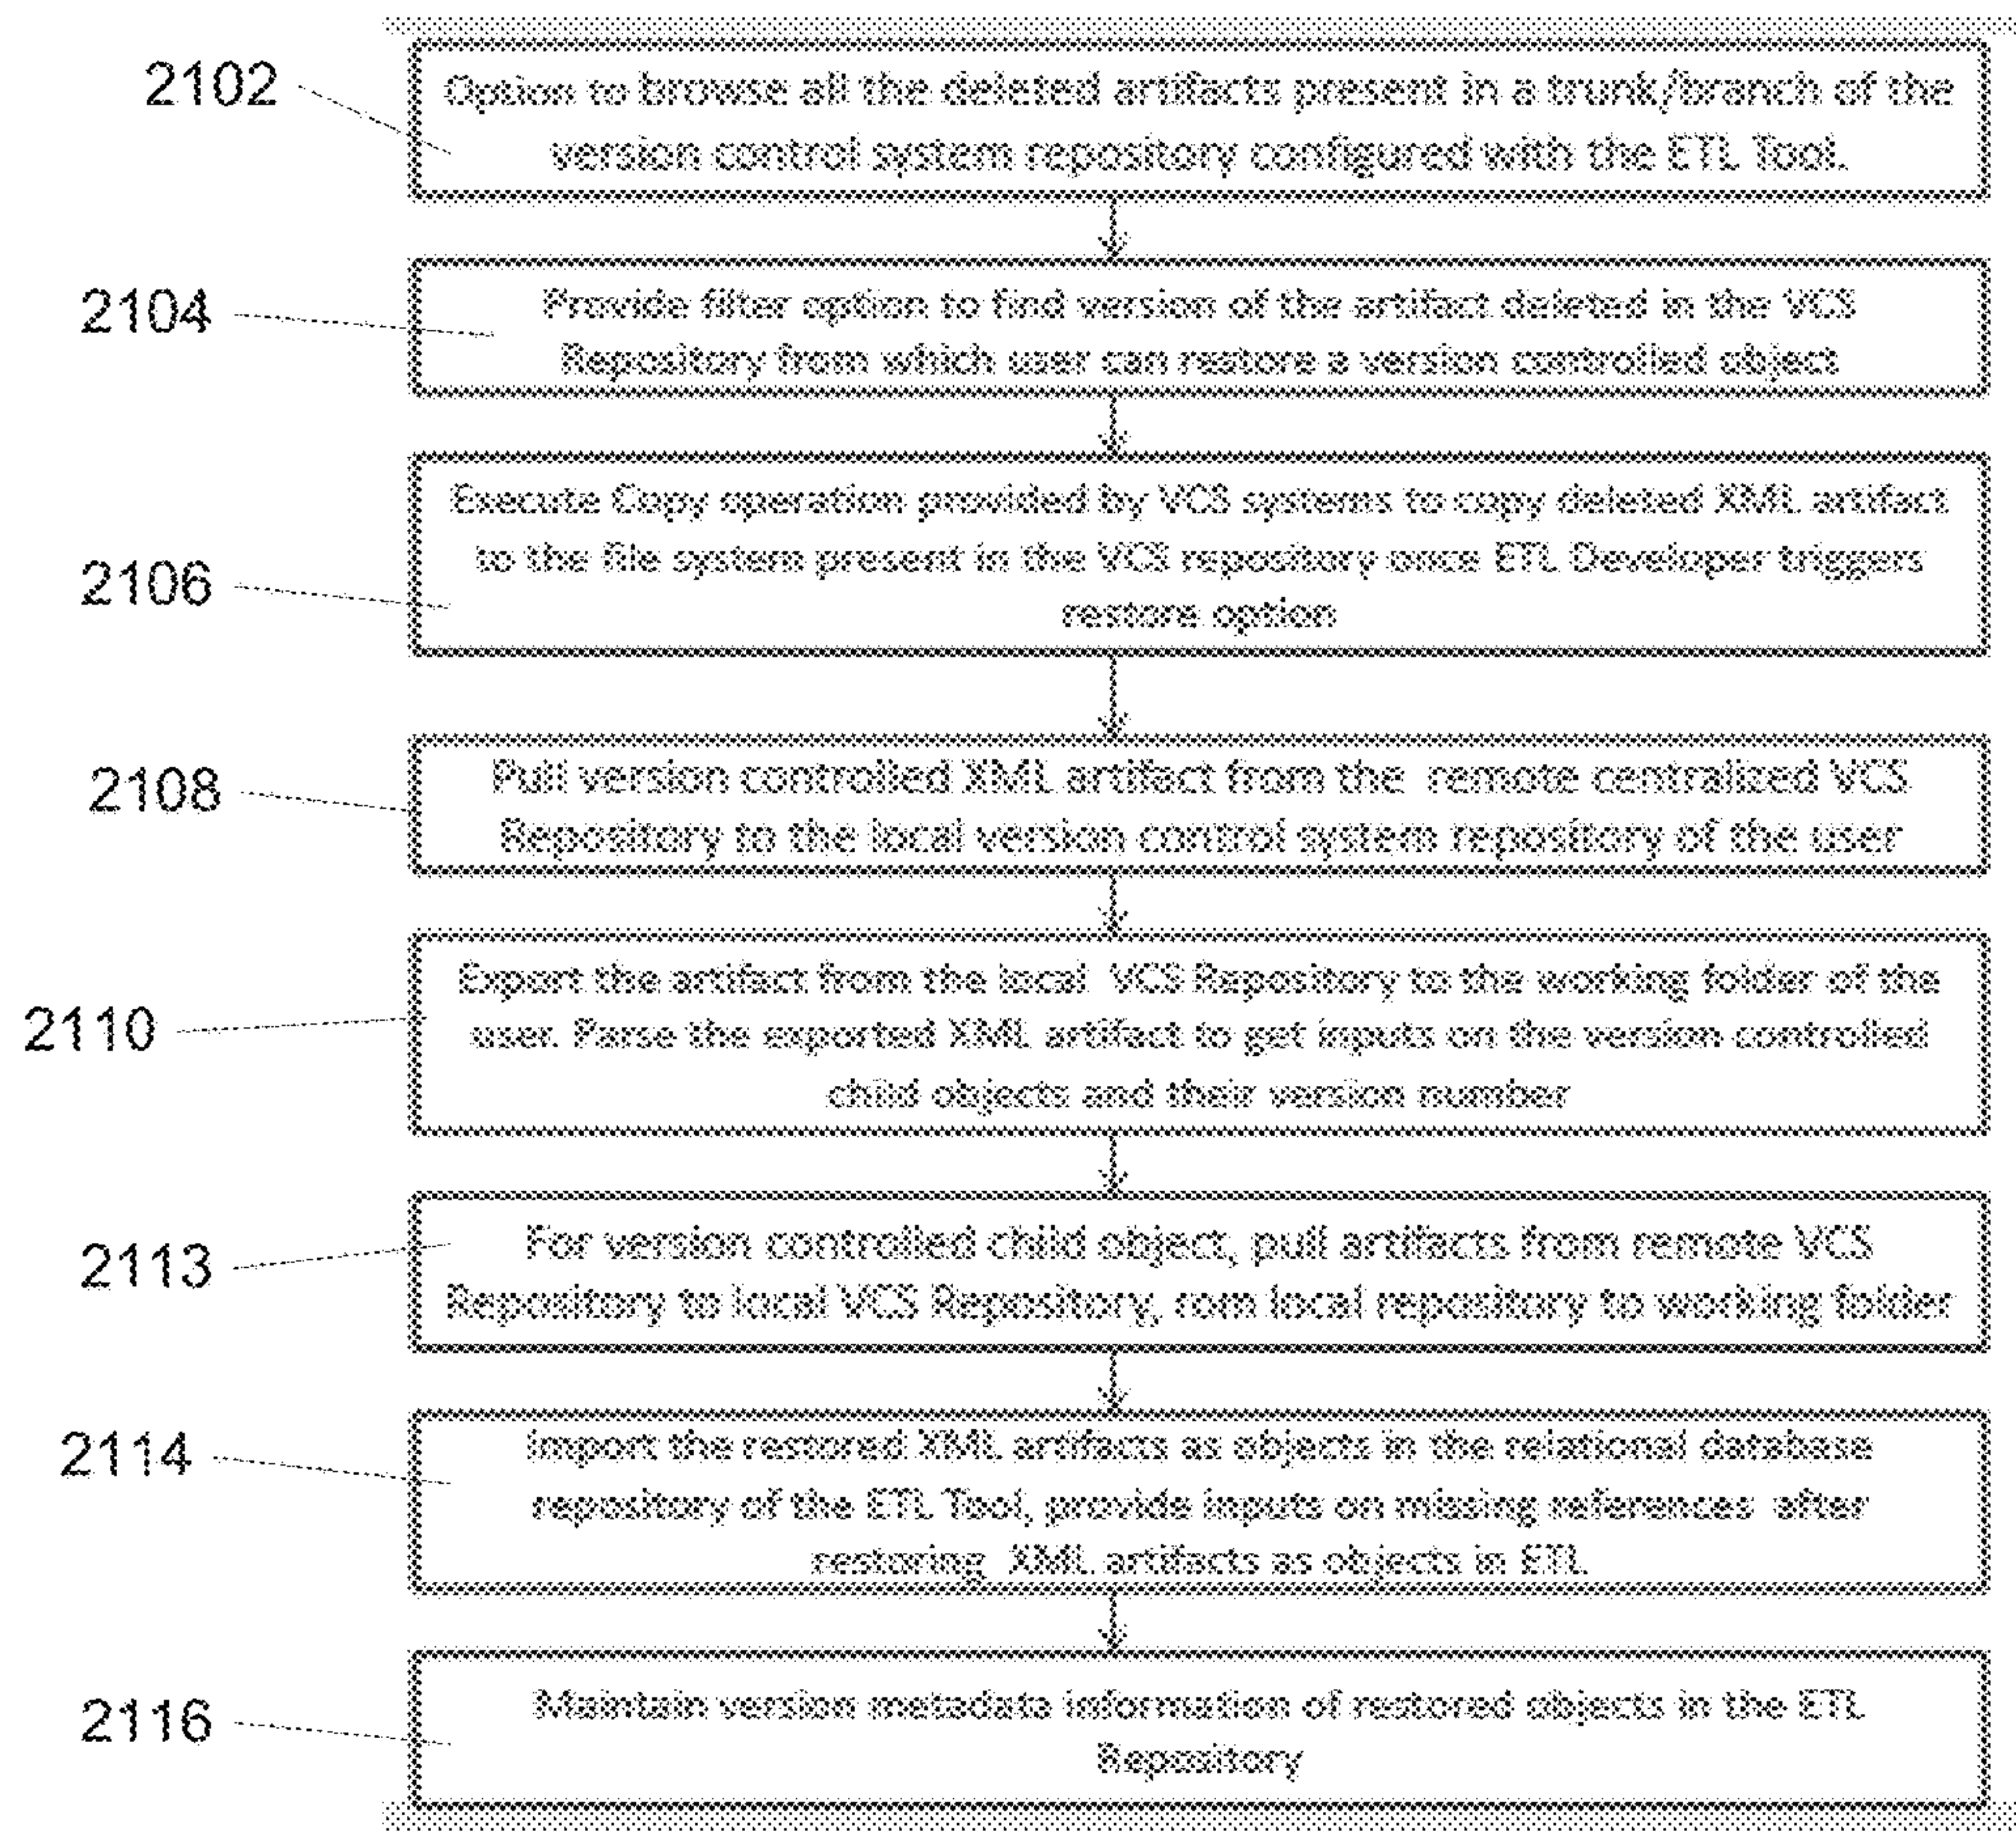 2102
Option to browse all the deleted artifacts present in a trunk/branch of the
version control system repository configured with the ETL Tool.
2104
Provide filter option to find version of the artifact deleted in the VCS
Repository from which user can restore a version controlled object
2106
Execute Copy operation provided by VCS systems to copy deleted XML artifact
to the file system present in the VCS repository once ETL Developer triggers
restore option
2108
Pull version controlled XML artifact from the remote centralized VCS
Repository to the local version control system repository of the user
2110
Export the artifact from the local VCS Repository to the working folder of the
user. Parse the exported XML artifact to get inputs on the version controlled
child objects and their version number
2113
For version controlled child object, pull artifacts from remote VCS
Repository to local VCS Repository, rom local repository to working folder
2114
Import the restored XML artifacts as objects in the relational database
repository of the ETL Tool, provide inputs on missing references after
restoring XML artifacts as objects in ETL
2116
Maintain version metadata information of restored objects in the ETL
Repository